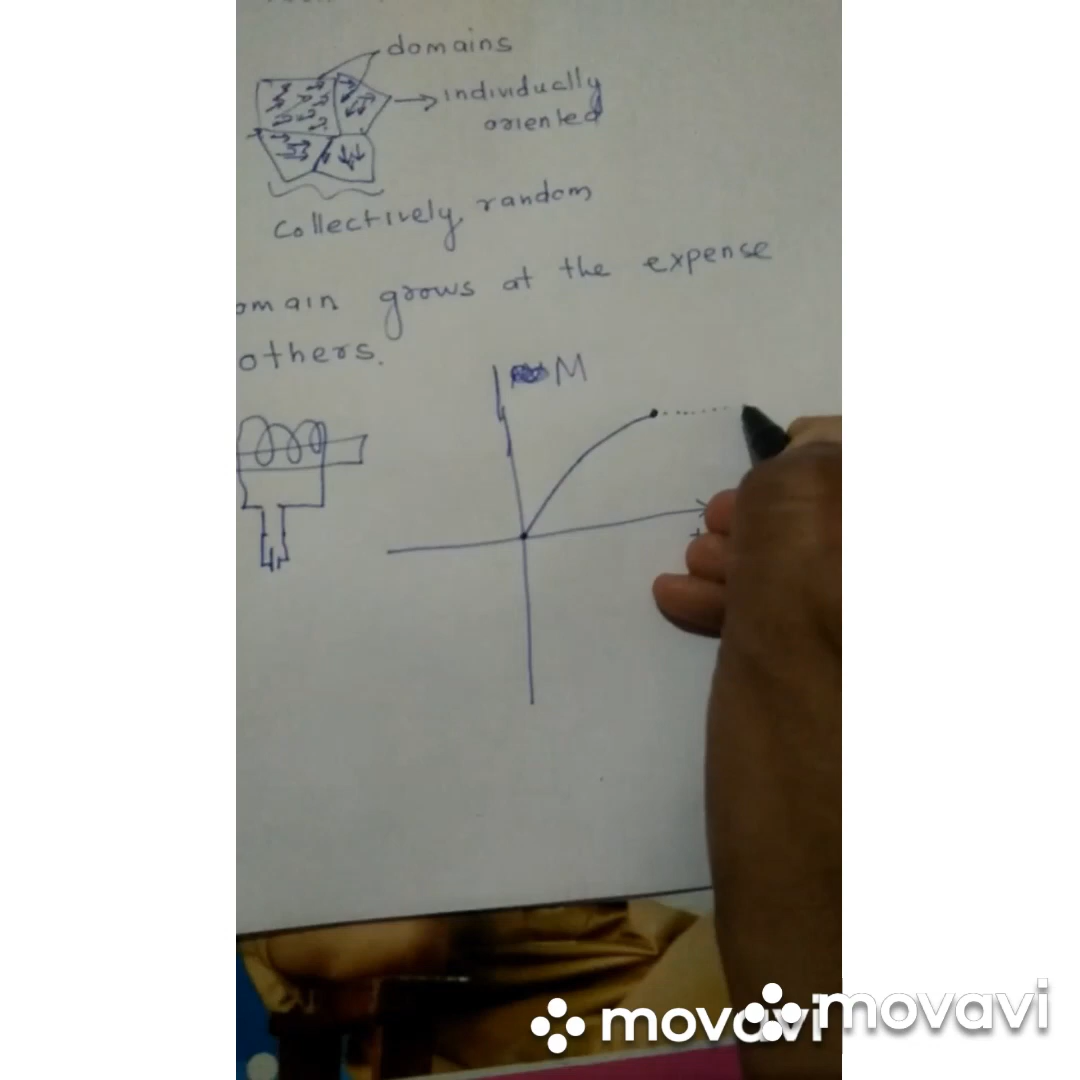 domains
individually
oriented
collectively random
omain grows at the expense
others.
M
movavi
movavi